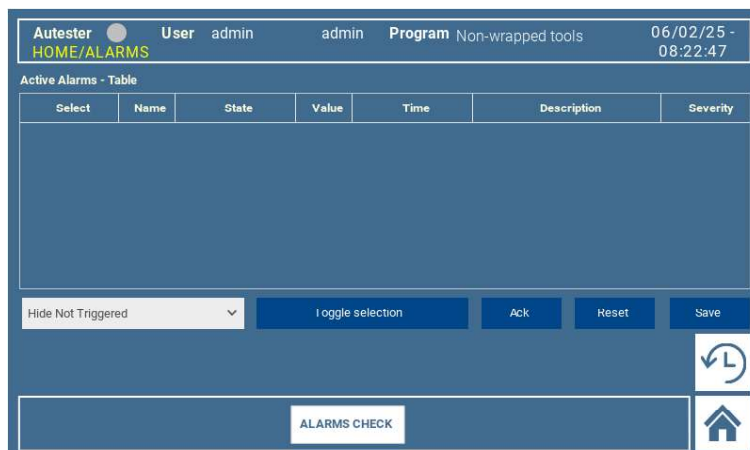 Autester User admin admin Program Non-wrapped tools 06/02/25 -
HOME/ALARMS 08:22:47
Active Alarms - Table
Select Name State Value Time Description Severity
Hide Not Triggered Toggle selection Ack Reset Save
ALARMS CHECK